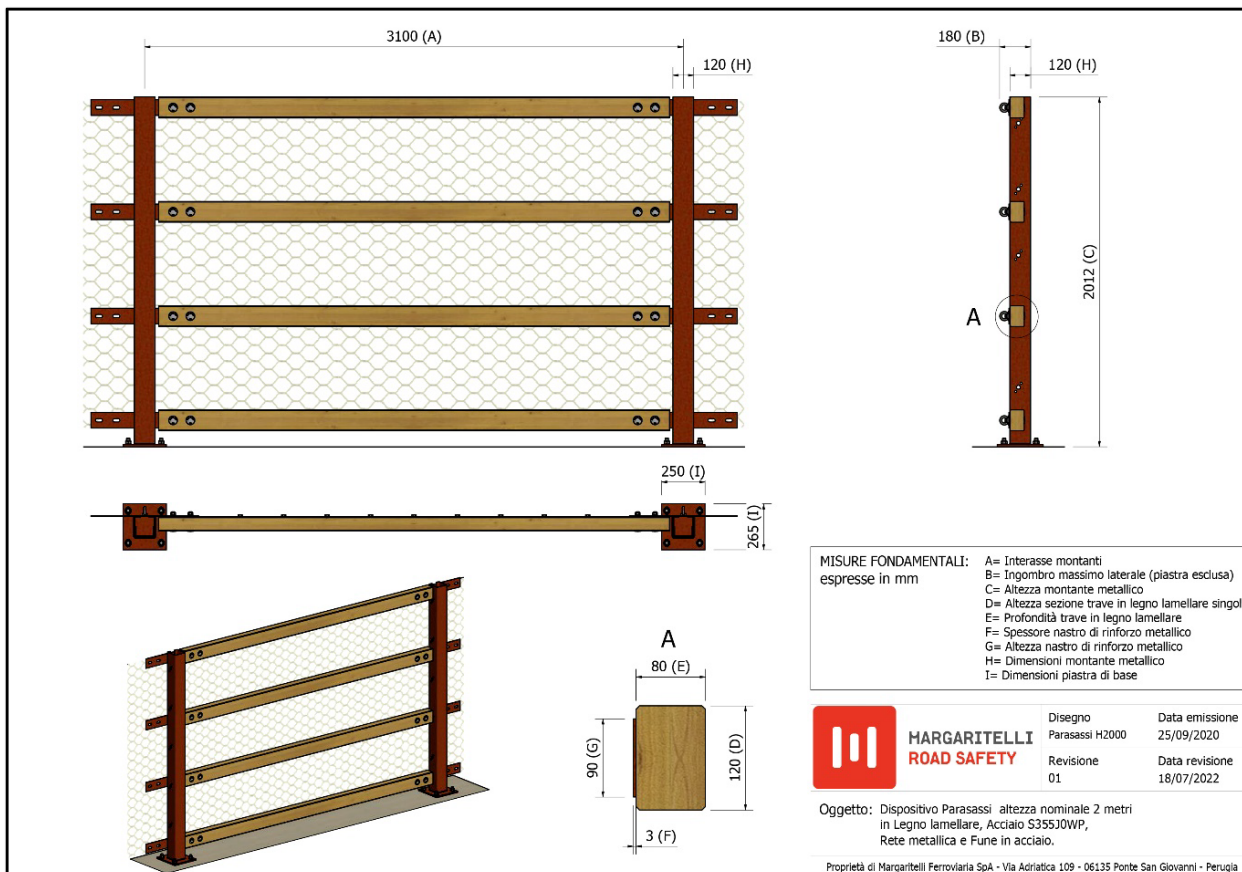 3100 (A)
120 (H)
180 (B)
120 (H)
2012 (C)
A
250 (I)
265 (I)
A
80 (E)
90 (G)
120 (D)
3 (F)
MISURE FONDAMENTALI:
espresse in mm
A= Interasse montanti
B= Ingombro massimo laterale (piastra esclusa)
C= Altezza montante metallico
D= Altezza sezione trave in legno lamellare singol
E= Profondità trave in legno lamellare
F= Spessore nastro di rinforzo metallico
G= Altezza nastro di rinforzo metallico
H= Dimensioni montante metallico
I= Dimensioni piastra di base
MARGARITELLI
ROAD SAFETY
Disegno
Parasassi H2000
Data emissione
25/09/2020
Revisione
01
Data revisione
18/07/2022
Oggetto: Dispositivo Parasassi altezza nominale 2 metri
in Legno lamellare, Acciaio S355J0WP,
Rete metallica e Fune in acciaio.
Proprietà di Margaritelli Ferroviaria SpA - Via Adriatica 109 - 06135 Ponte San Giovanni - Perugia